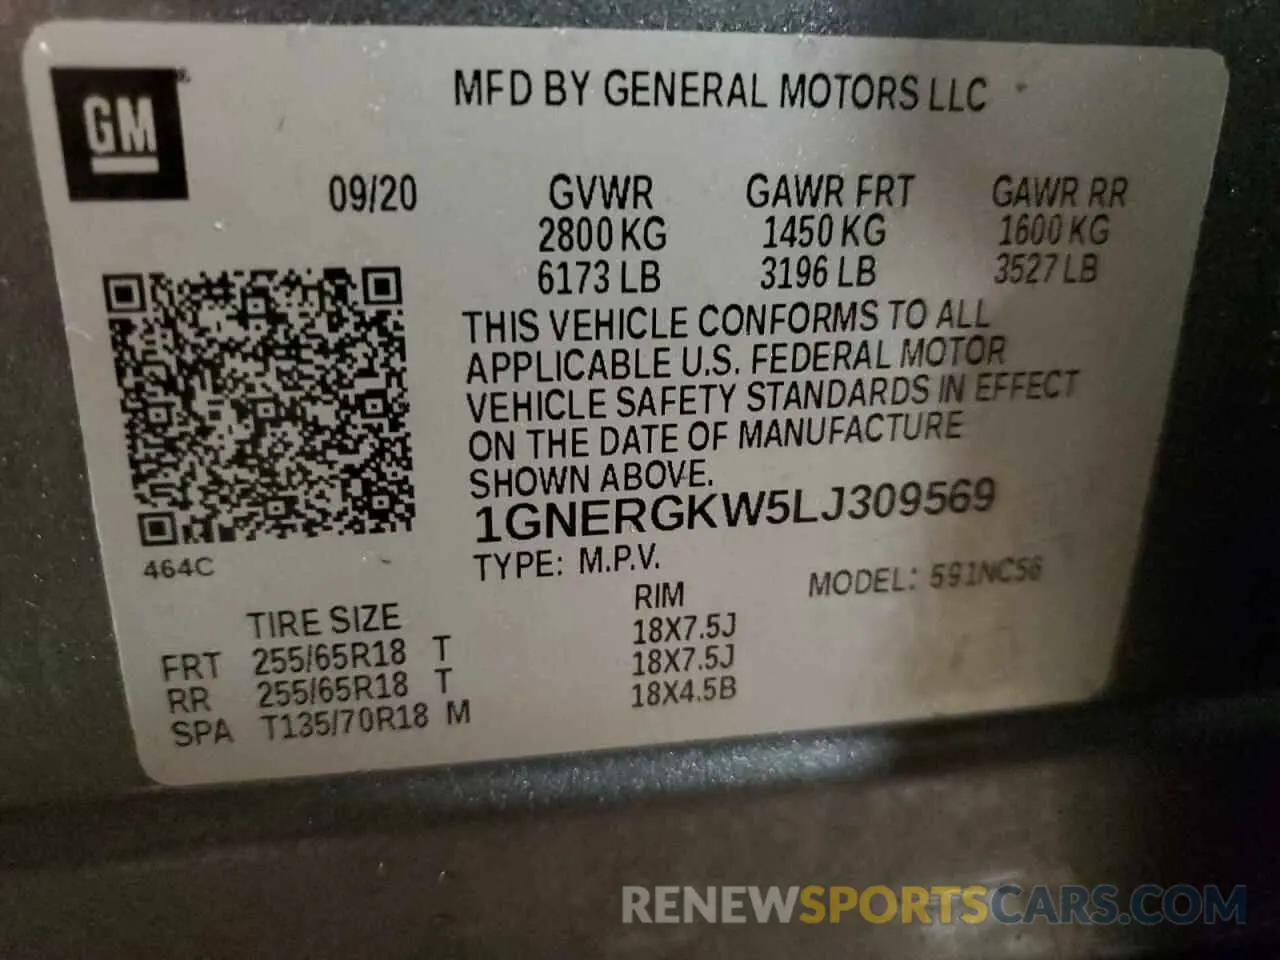 GM
MFD BY GENERAL MOTORS LLC
09/20 GVWR GAWR FRT GAWR RR
2800 KG 1450 KG 1600 KG
6173 LB 3196 LB 3527 LB
THIS VEHICLE CONFORMS TO ALL
APPLICABLE U.S. FEDERAL MOTOR
VEHICLE SAFETY STANDARDS IN EFFECT
ON THE DATE OF MANUFACTURE
SHOWN ABOVE.
1GNERGKW5LJ309569
464C
TYPE: M.P.V. MODEL: 591NC56
TIRE SIZE RIM
FRT 255/65R18 T 18X7.5J
RR 255/65R18 T 18X7.5J
SPA T135/70R18 M 18X4.5B
RENEWSPORTSCARS.COM